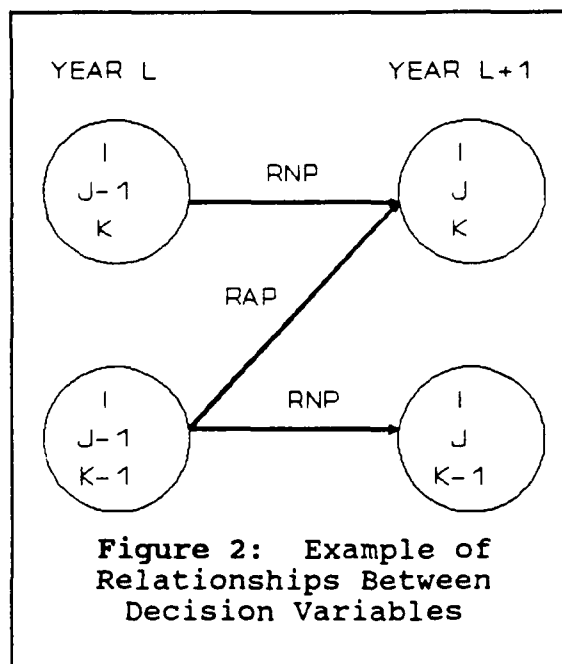 YEAR L
YEAR L+1
I
J-1
K
RNP
I
J
K
RAP
I
J-1
K-1
RNP
I
J
K-1
Figure 2: Example of
Relationships Between
Decision Variables